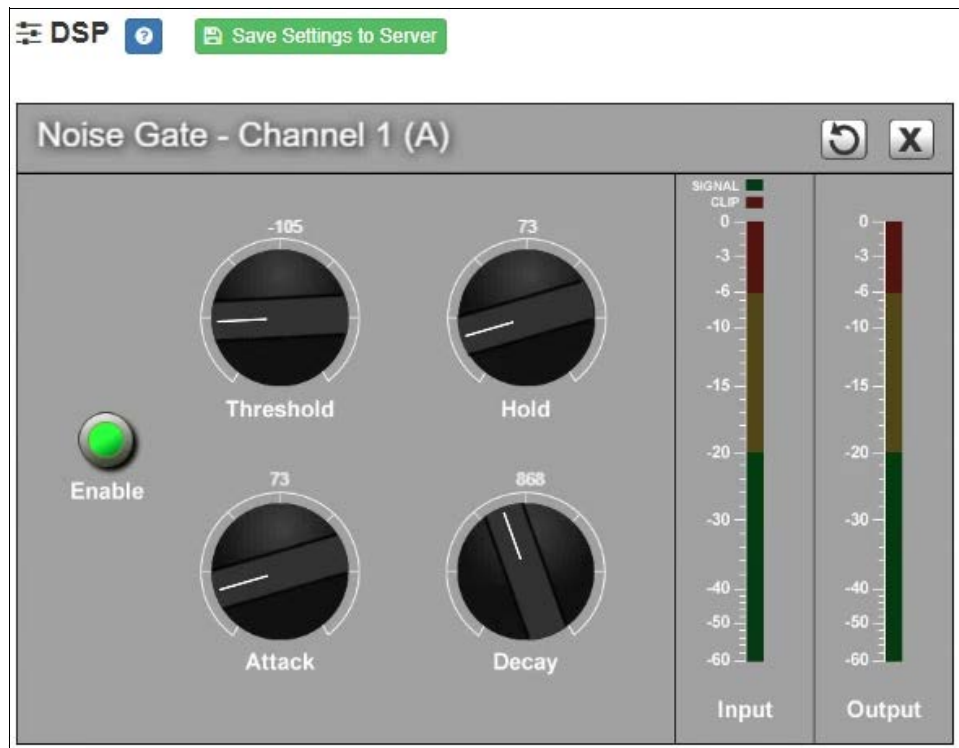 DSP ? Save Settings to Server
Noise Gate - Channel 1 (A) X
-105
Threshold
73
Hold
Enable
73
Attack
868
Decay
SIGNAL
CLIP
0
-3
-6
-10
-15
-20
-30
-40
-50
-60
Input
0
-3
-6
-10
-15
-20
-30
-40
-50
-60
Output